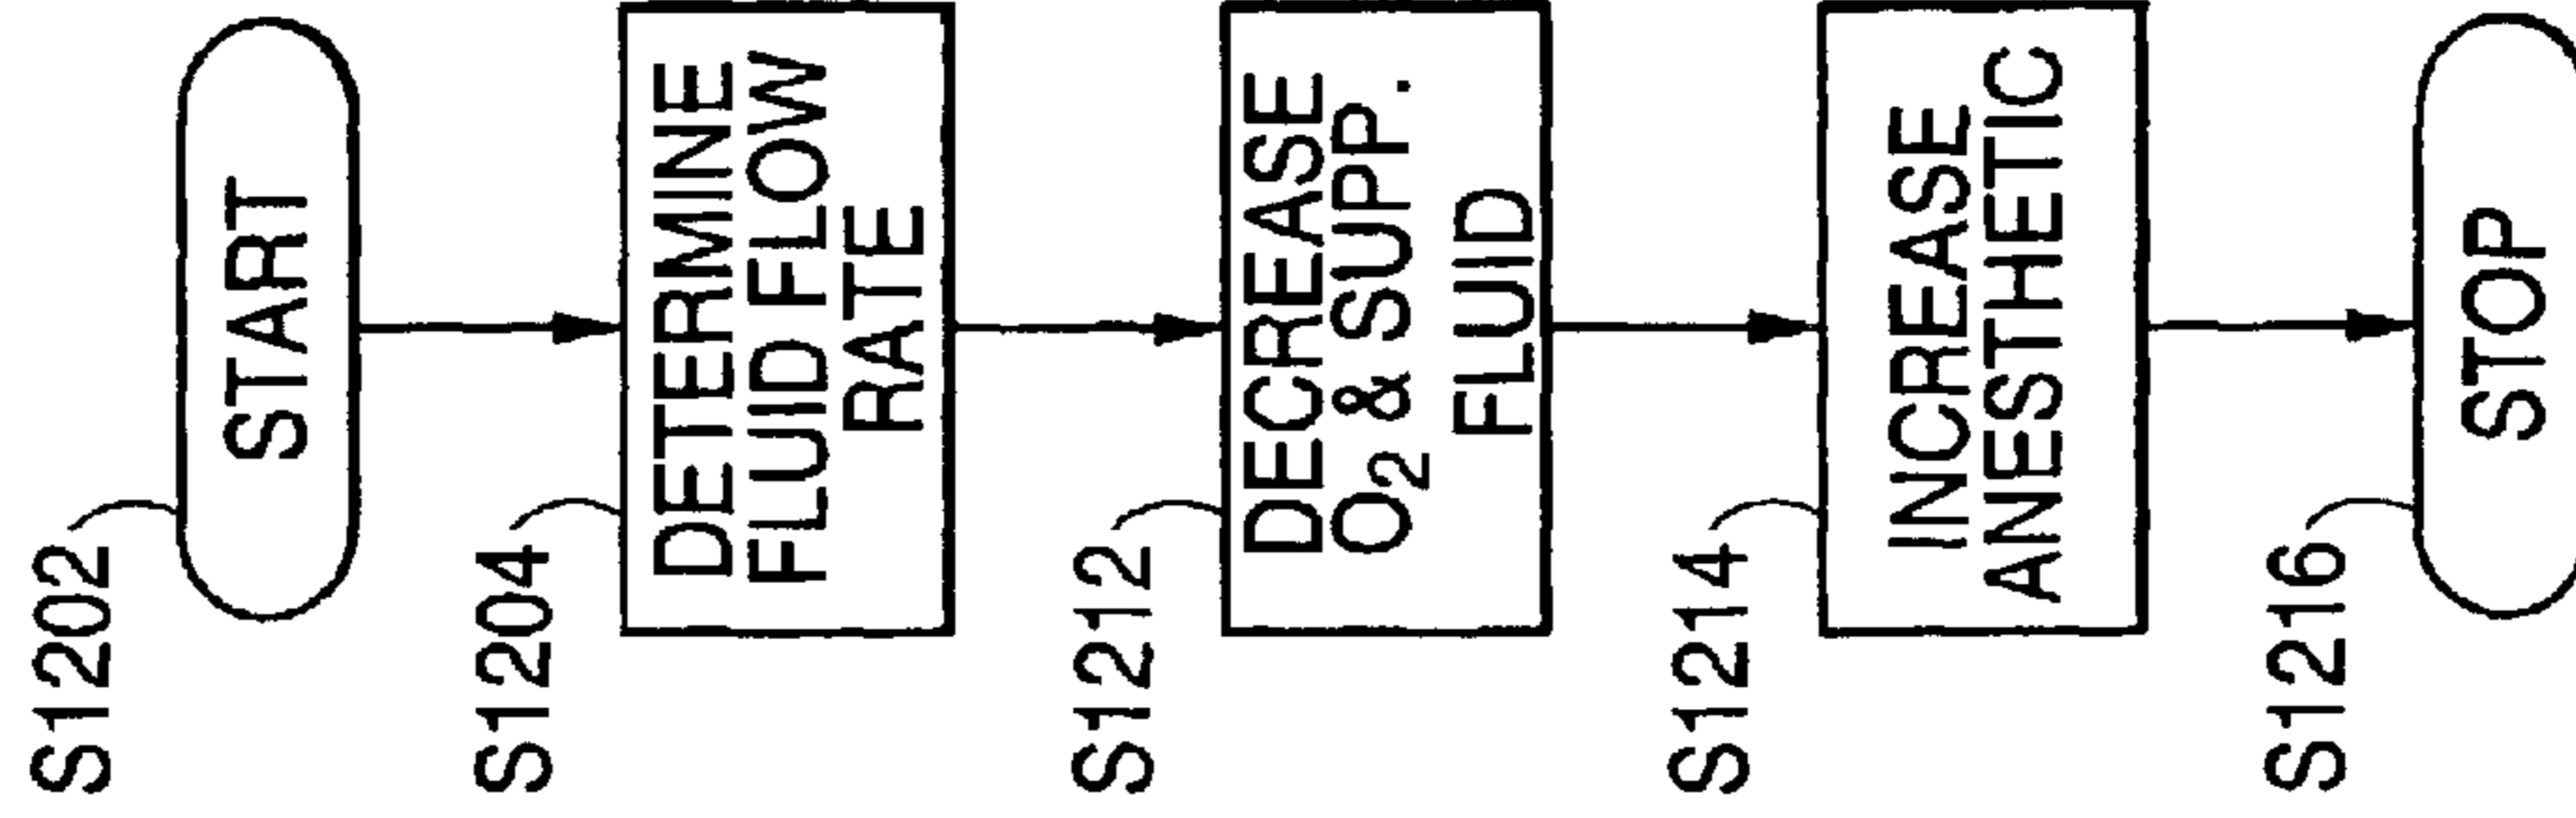 S1202
START
S1204
DETERMINE
FLUID FLOW
RATE
S1212
DECREASE
O₂ & SUPP.
FLUID
S1214
INCREASE
ANESTHETIC
S1216
STOP